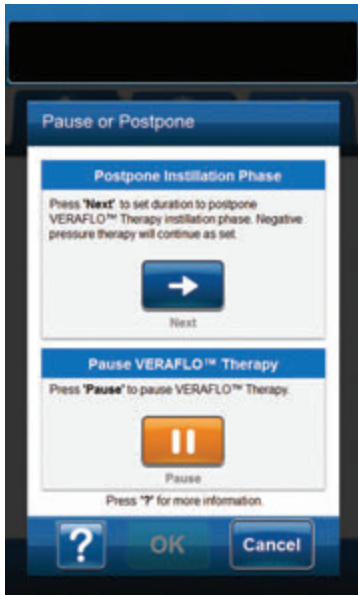 Pause or Postpone
Postpone Instillation Phase
Press 'Next' to set duration to postpone
VERAFLO™ Therapy instillation phase. Negative
pressure therapy will continue as set.
Next
Pause VERAFLO™ Therapy
Press 'Pause' to pause VERAFLO™ Therapy.
Pause
Press '?' for more information.
? OK Cancel